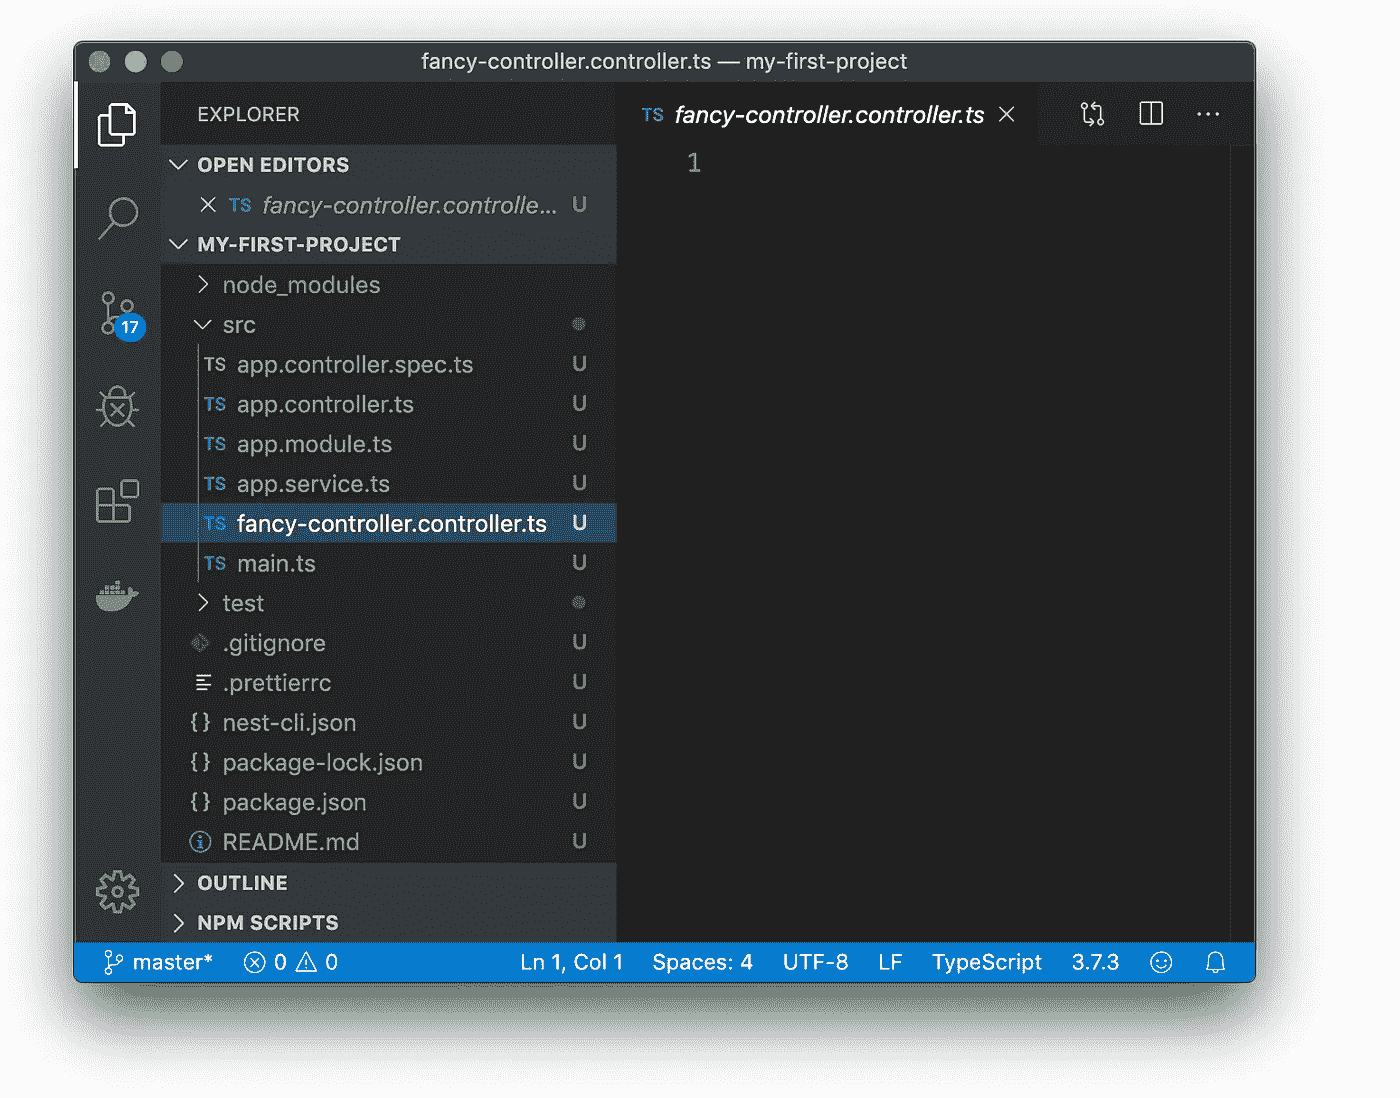 fancy-controller.controller.ts — my-first-project
EXPLORER
TS fancy-controller.controller.ts
OPEN EDITORS
TS fancy-controller.controlle... U
MY-FIRST-PROJECT
node_modules
src
TS app.controller.spec.ts U
TS app.controller.ts U
TS app.module.ts U
TS app.service.ts U
TS fancy-controller.controller.ts U
TS main.ts U
test
.gitignore U
.prettierrc U
{} nest-cli.json U
{} package-lock.json U
{} package.json U
README.md U
OUTLINE
NPM SCRIPTS
1
17
master* 0 0 Ln 1, Col 1 Spaces: 4 UTF-8 LF TypeScript 3.7.3